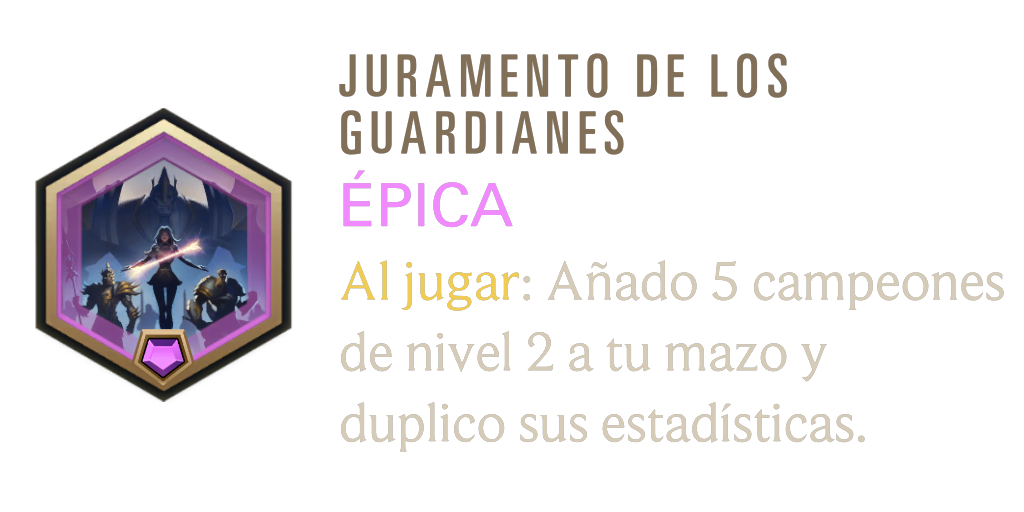 JURAMENTO DE LOS
GUARDIANES
ÉPICA
Al jugar: Añado 5 campeones
de nivel 2 a tu mazo y
duplico sus estadísticas.